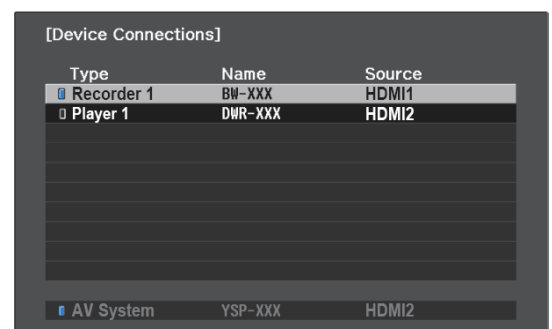 [Device Connections]
Type Name Source
Recorder 1 BW-XXX HDMI1
Player 1 DWR-XXX HDMI2
AV System YSP-XXX HDMI2